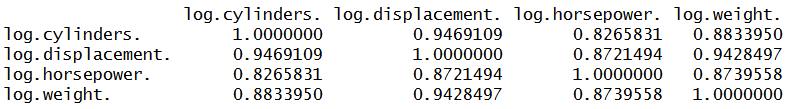 log.cylinders. log.displacement. log.horsepower. log.weight.
log.cylinders. 1.0000000 0.9469109 0.8265831 0.8833950
log.displacement. 0.9469109 1.0000000 0.8721494 0.9428497
log.horsepower. 0.8265831 0.8721494 1.0000000 0.8739558
log.weight. 0.8833950 0.9428497 0.8739558 1.0000000